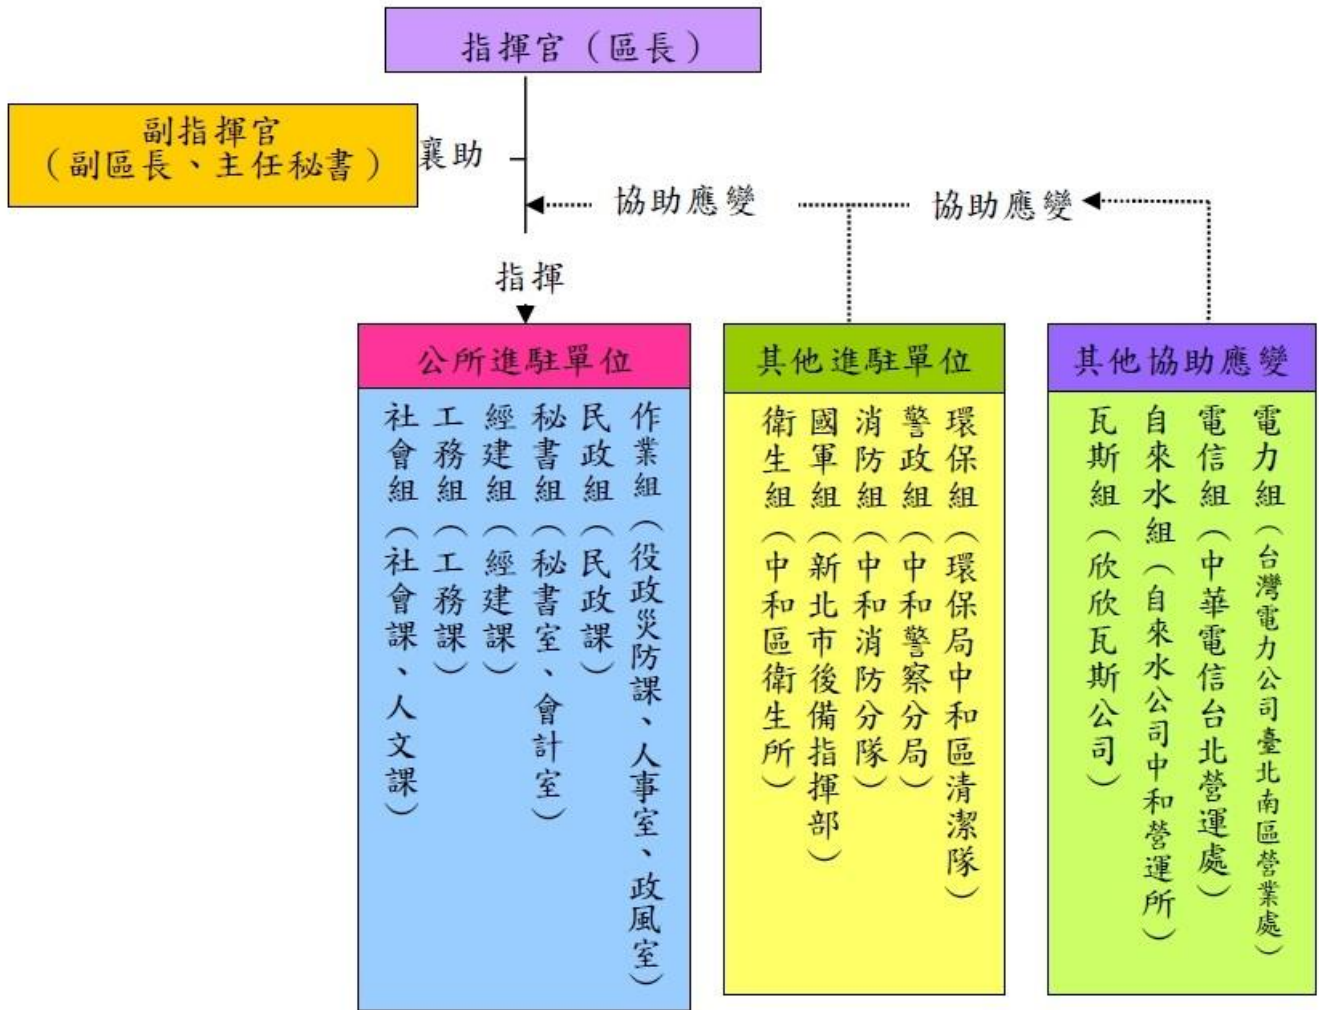 指揮官（區長）
副指揮官
（副區長、主任秘書）
襄助
協助應變
協助應變
指揮
公所進駐單位
作業組（役政災防課、人事室、政風室）
民政組（民政課）
秘書組（秘書室、會計室）
經建組（經建課）
工務組（工務課）
社會組（社會課、人文課）
其他進駐單位
環保組（環保局中和區清潔隊）
警政組（中和警察分局）
消防組（中和消防分隊）
國軍組（新北市後備指揮部）
衛生組（中和區衛生所）
其他協助應變
電力組（台灣電力公司臺北南區營業處）
電信組（中華電信台北營運處）
自來水組（自來水公司中和營運所）
瓦斯組（欣欣瓦斯公司）